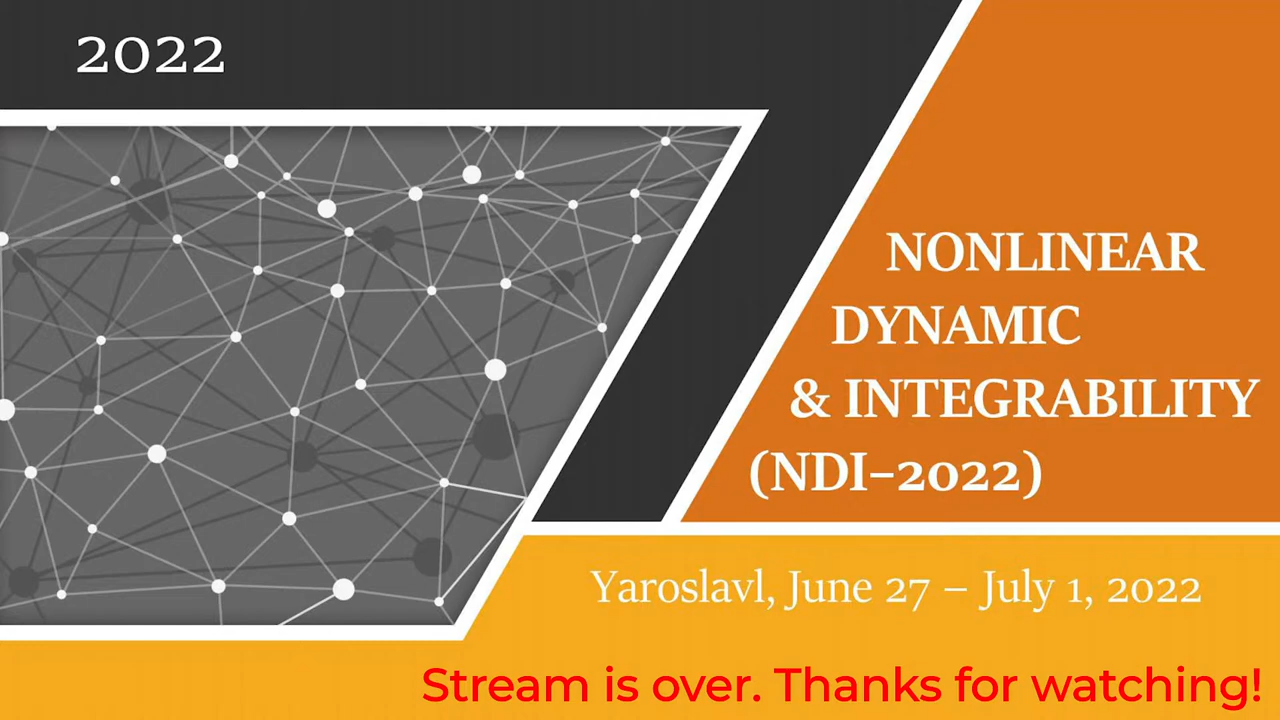 2022
NONLINEAR
DYNAMIC
& INTEGRABILITY
(NDI–2022)
Yaroslavl, June 27 – July 1, 2022
Stream is over. Thanks for watching!